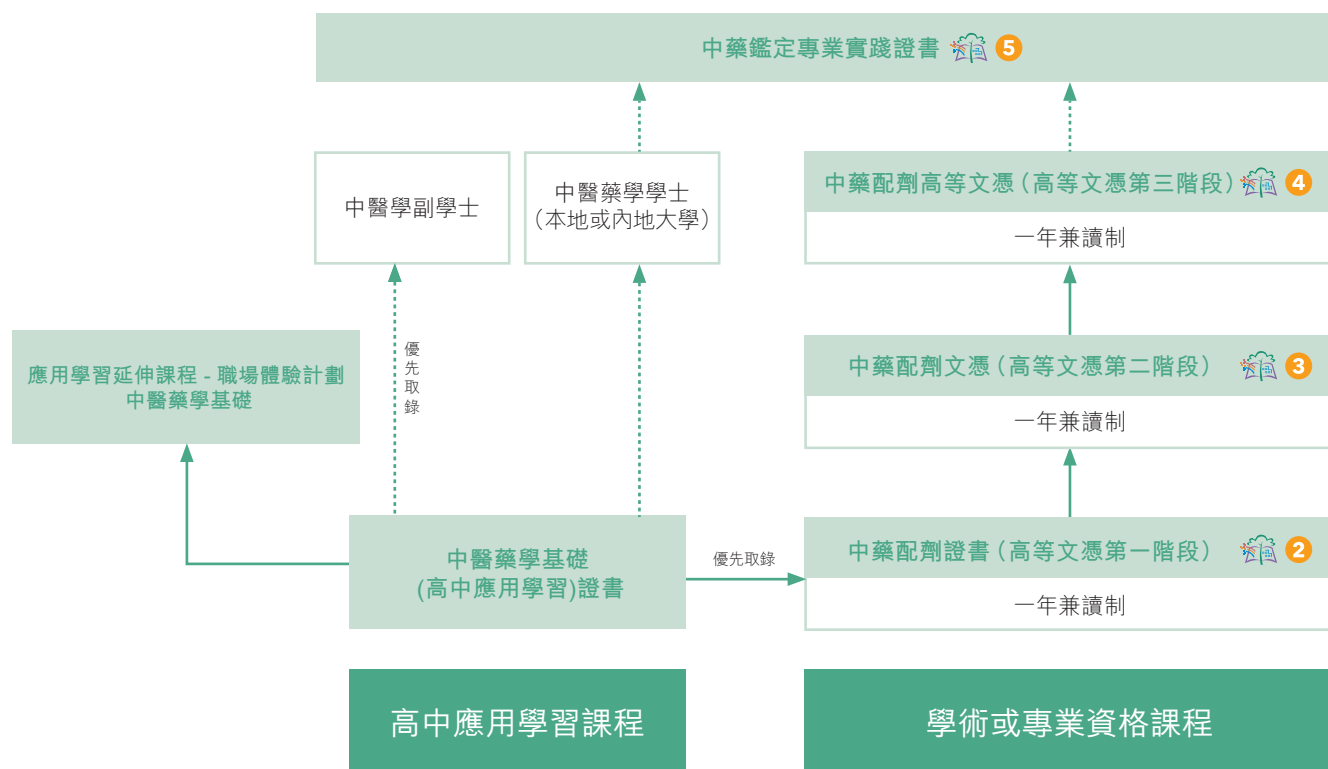 中藥鑑定專業實踐證書 5
中醫學副學士
中醫藥學學士
（本地或內地大學）
中藥配劑高等文憑（高等文憑第三階段） 4
一年兼讀制
優先取錄
應用學習延伸課程 - 職場體驗計劃
中醫藥學基礎
中藥配劑文憑（高等文憑第二階段） 3
一年兼讀制
中醫藥學基礎
(高中應用學習)證書
優先取錄
中藥配劑證書（高等文憑第一階段） 2
一年兼讀制
高中應用學習課程
學術或專業資格課程